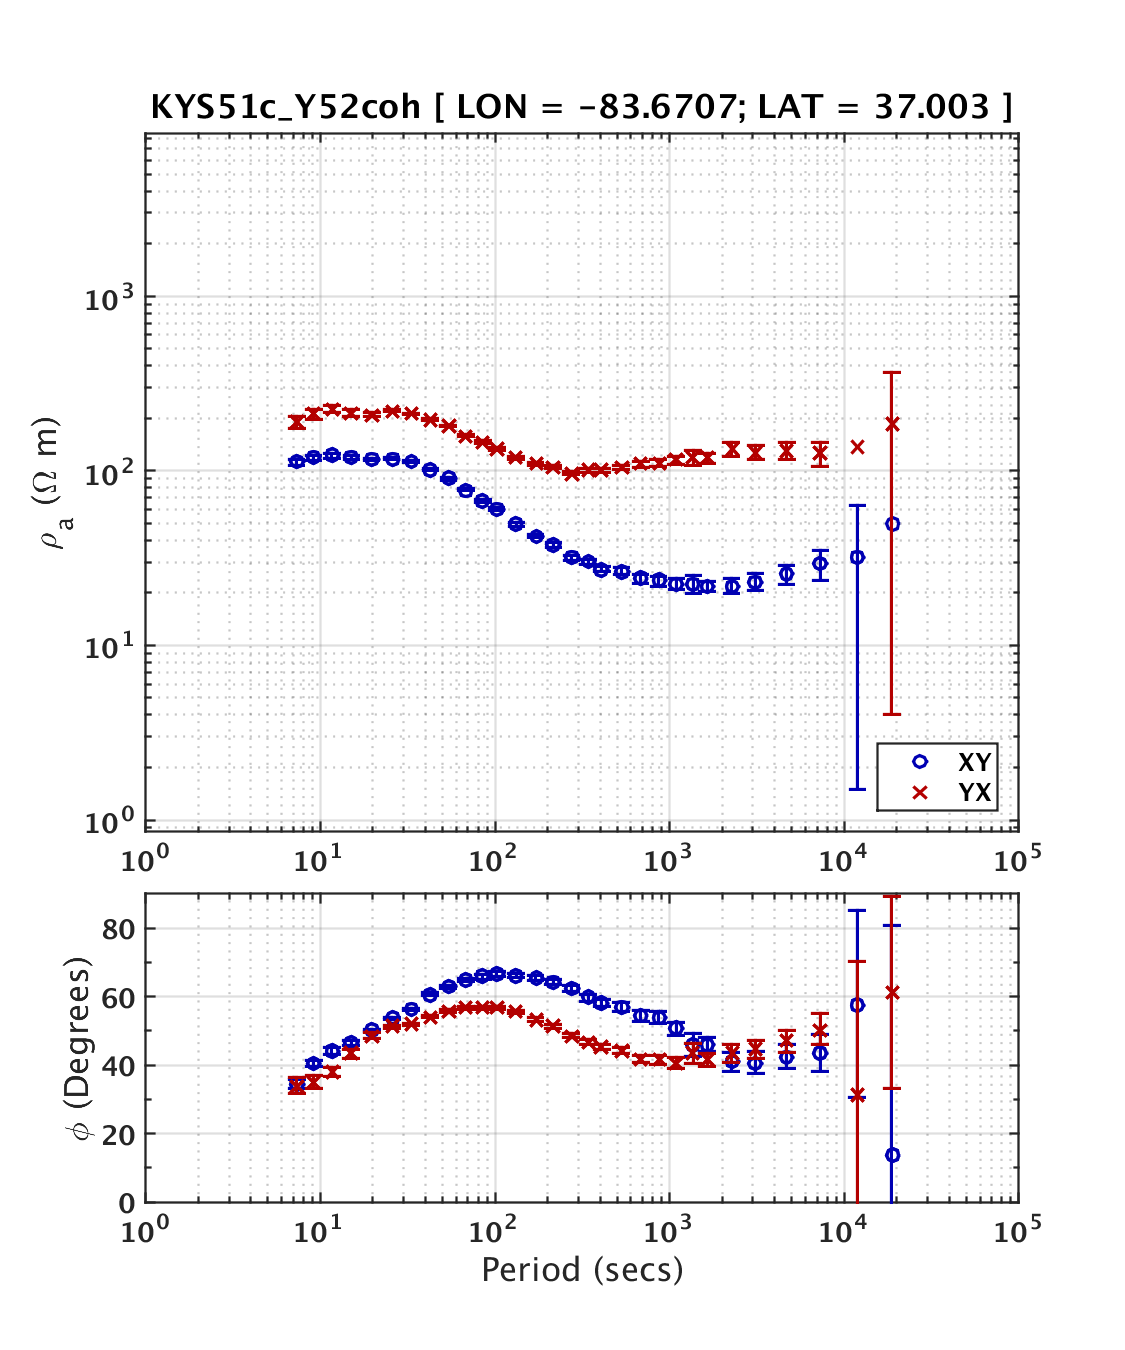 KYS51c_Y52coh [ LON = -83.6707; LAT = 37.003 ]
10³
10²
10¹
10⁰
ρₐ (Ω m)
XY
YX
10⁰ 10¹ 10² 10³ 10⁴ 10⁵
80
60
40
20
0
ϕ (Degrees)
10⁰ 10¹ 10² 10³ 10⁴ 10⁵
Period (secs)